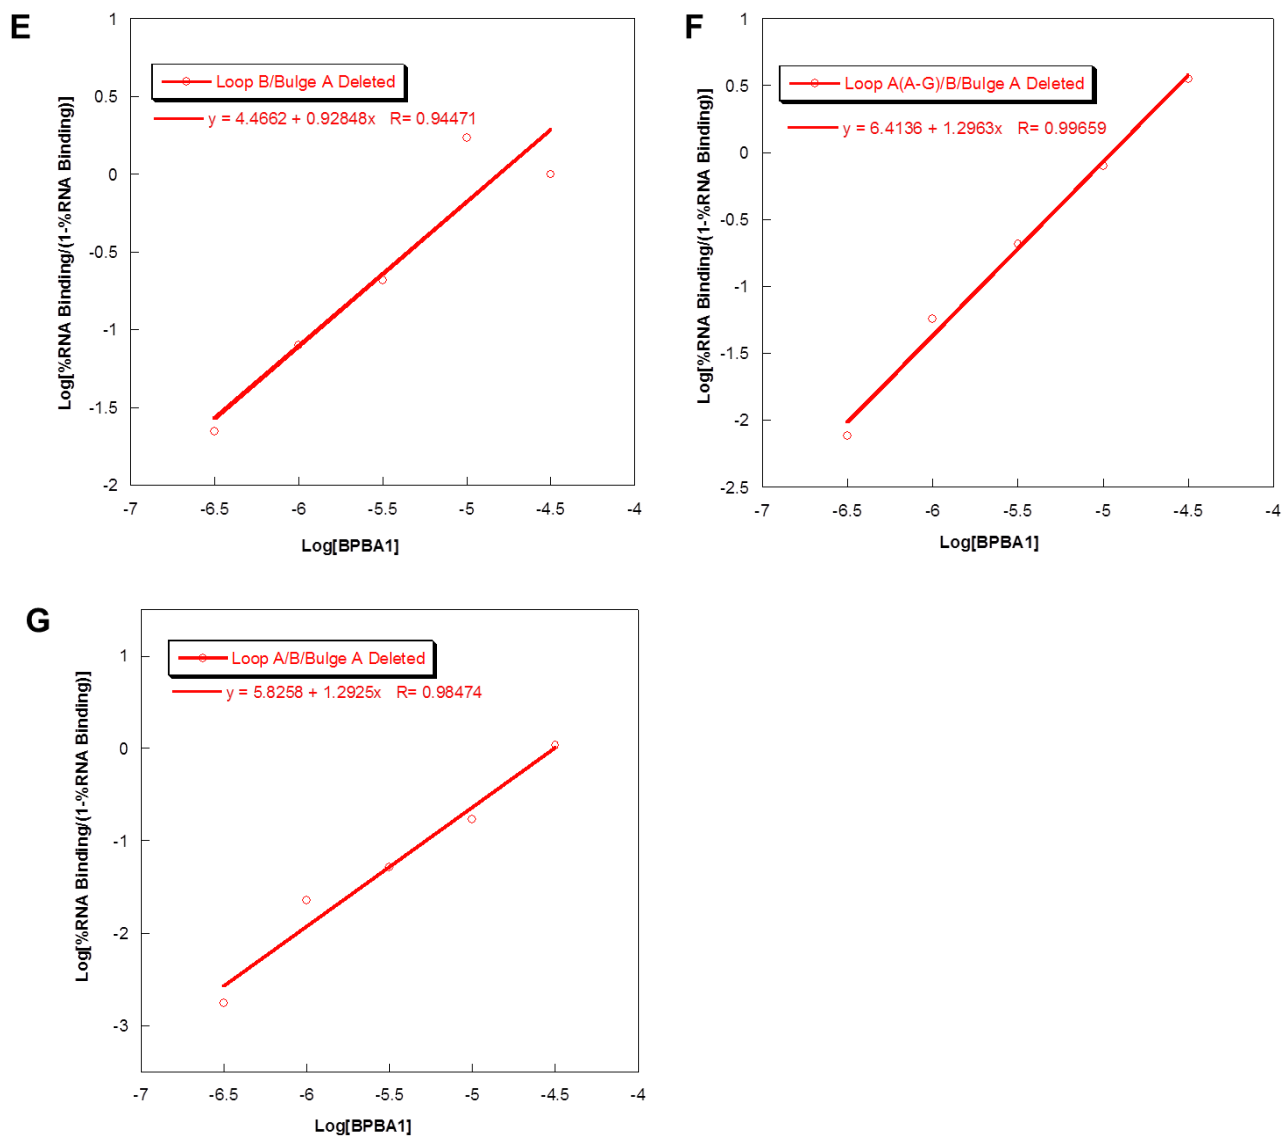 E
Log[%RNA Binding/(1-%RNA Binding)]
1
0.5
0
-0.5
-1
-1.5
-2
Loop B/Bulge A Deleted
y = 4.4662 + 0.92848x R= 0.94471
-7 -6.5 -6 -5.5 -5 -4.5 -4
Log[BPBA1]
F
Log[%RNA Binding/(1-%RNA Binding)]
1
0.5
0
-0.5
-1
-1.5
-2
-2.5
Loop A(A-G)/B/Bulge A Deleted
y = 6.4136 + 1.2963x R= 0.99659
-7 -6.5 -6 -5.5 -5 -4.5 -4
Log[BPBA1]
G
Log[%RNA Binding/(1-%RNA Binding)]
1
0
-1
-2
-3
Loop A/B/Bulge A Deleted
y = 5.8258 + 1.2925x R= 0.98474
-7 -6.5 -6 -5.5 -5 -4.5 -4
Log[BPBA1]